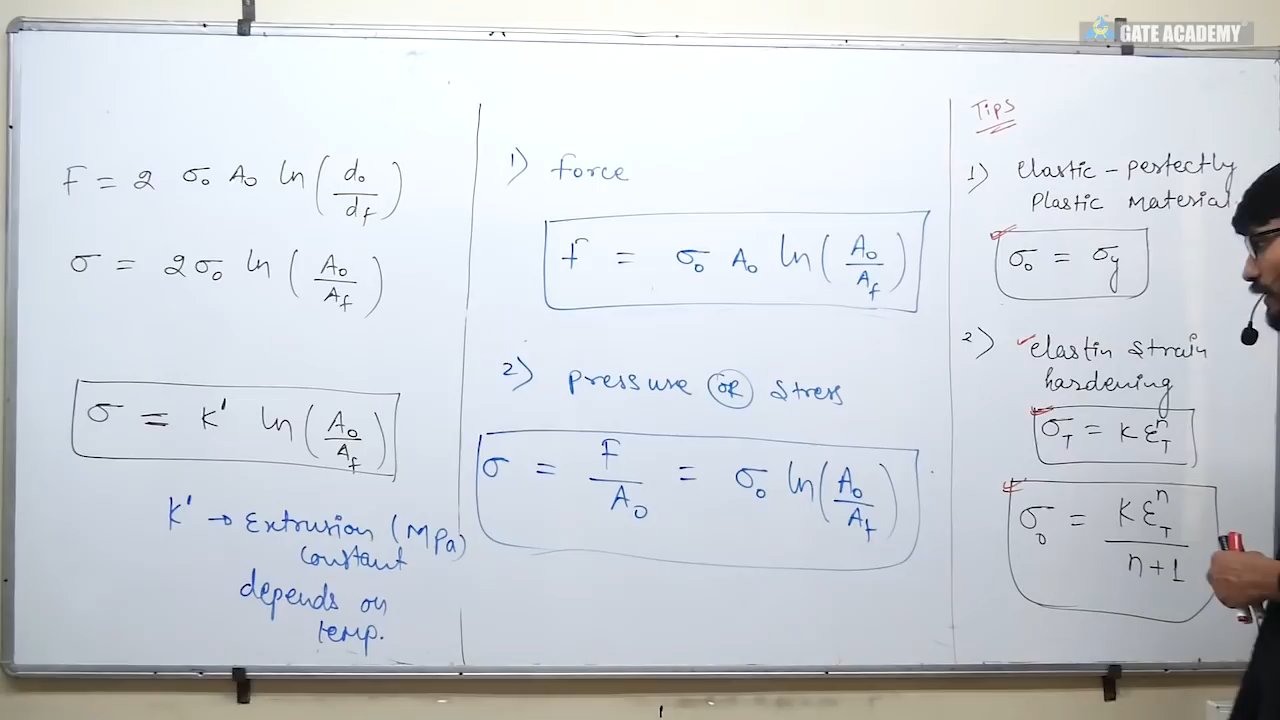 GATE ACADEMY
F = 2 σ₀ A₀ ln(d₀/d_f)
σ = 2σ₀ ln(A₀/A_f)
σ = K' ln(A₀/A_f)
K' → Extrusion (MPa)
constant
depends on
temp.
1) Force
F = σ₀ A₀ ln(A₀/A_f)
2) Pressure OR Stress
σ = F/A₀ = σ₀ ln(A₀/A_f)
Tips
1) Elastic - perfectly
Plastic Material
σ₀ = σy
2) Elastin strain
hardening
σ_T = K ε_T^n
σ₀ = K ε_T^n / n+1